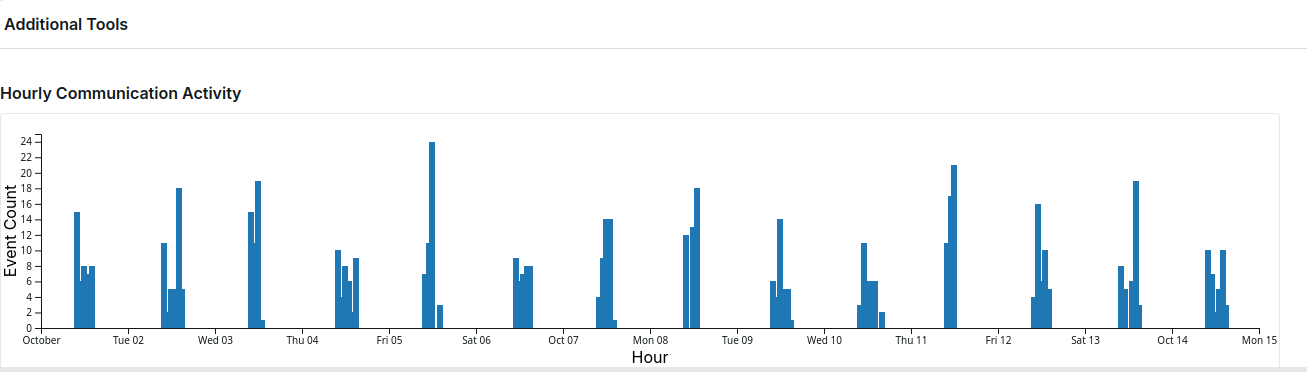 Additional Tools
Hourly Communication Activity
24
22
20
18
16
14
12
10
8
6
4
2
0
Event Count
October Tue 02 Wed 03 Thu 04 Fri 05 Sat 06 Oct 07 Mon 08 Tue 09 Wed 10 Thu 11 Fri 12 Sat 13 Oct 14 Mon 15
Hour